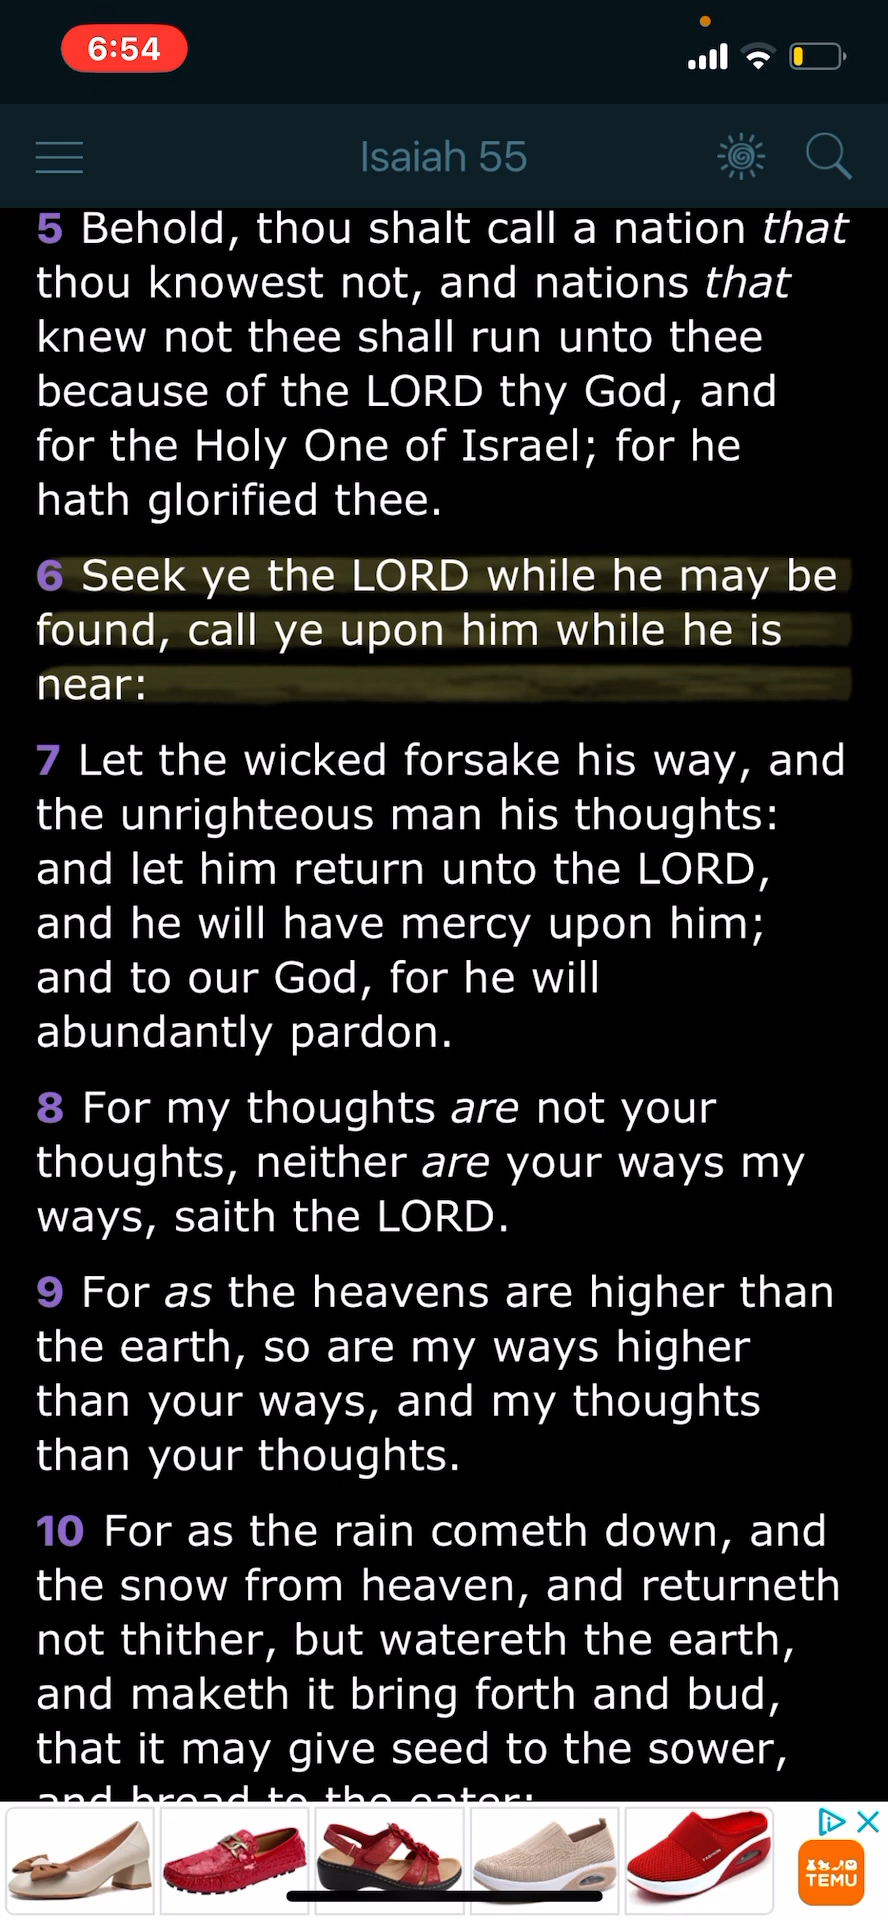 6:54
Isaiah 55
5 Behold, thou shalt call a nation that
thou knowest not, and nations that
knew not thee shall run unto thee
because of the LORD thy God, and
for the Holy One of Israel; for he
hath glorified thee.
6 Seek ye the LORD while he may be
found, call ye upon him while he is
near:
7 Let the wicked forsake his way, and
the unrighteous man his thoughts:
and let him return unto the LORD,
and he will have mercy upon him;
and to our God, for he will
abundantly pardon.
8 For my thoughts are not your
thoughts, neither are your ways my
ways, saith the LORD.
9 For as the heavens are higher than
the earth, so are my ways higher
than your ways, and my thoughts
than your thoughts.
10 For as the rain cometh down, and
the snow from heaven, and returneth
not thither, but watereth the earth,
and maketh it bring forth and bud,
that it may give seed to the sower,
and bread to the eater:
TEMU